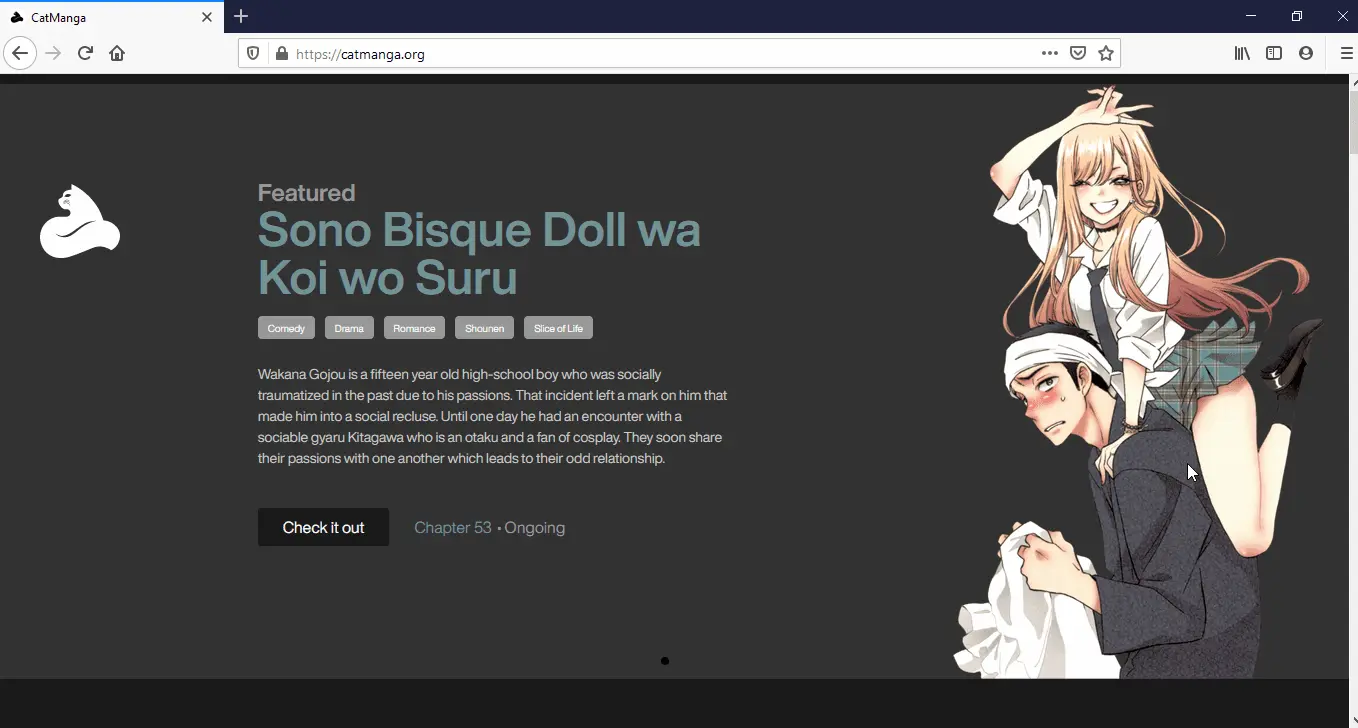 CatManga
https://catmanga.org
Featured
Sono Bisque Doll wa
Koi wo Suru
Comedy Drama Romance Shounen Slice of Life
Wakana Gojou is a fifteen year old high-school boy who was socially
traumatized in the past due to his passions. That incident left a mark on him that
made him into a social recluse. Until one day he had an encounter with a
sociable gyaru Kitagawa who is an otaku and a fan of cosplay. They soon share
their passions with one another which leads to their odd relationship.
Check it out Chapter 53 • Ongoing